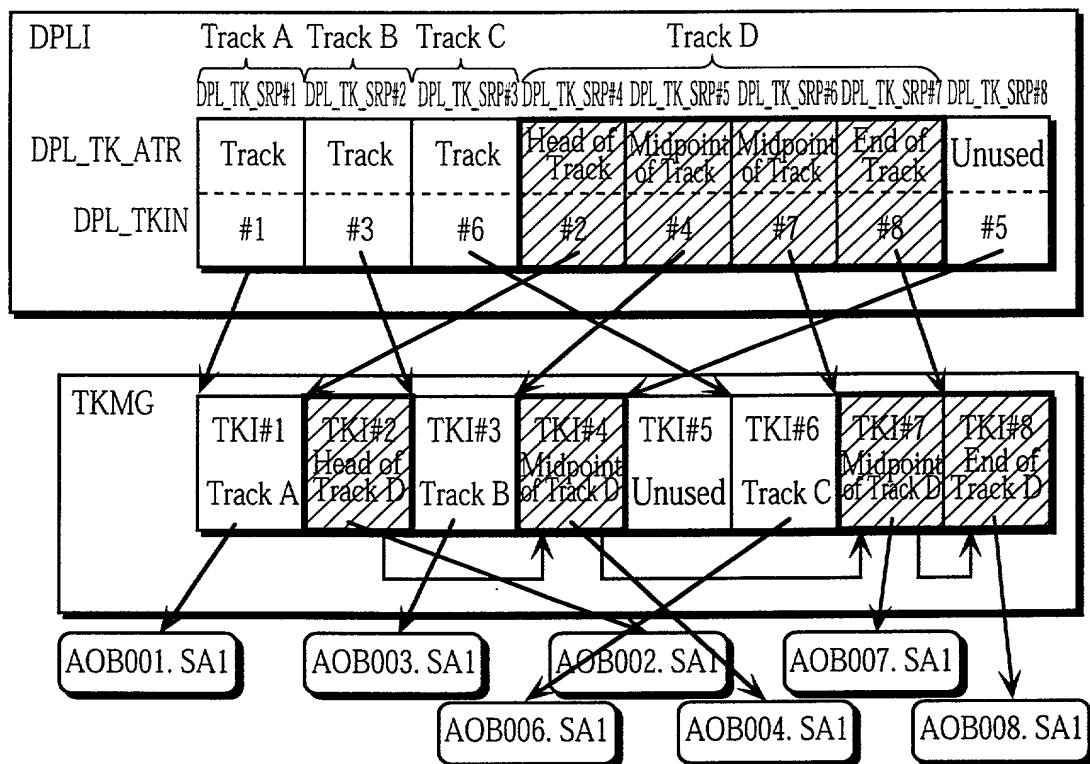 DPLI
Track A Track B Track C Track D
DPL_TK_SRP#1 DPL_TK_SRP#2 DPL_TK_SRP#3 DPL_TK_SRP#4 DPL_TK_SRP#5 DPL_TK_SRP#6 DPL_TK_SRP#7 DPL_TK_SRP#8
DPL_TK_ATR
Track
Track
Track
Head of
Track
Midpoint
of Track
Midpoint
of Track
End of
Track
Unused
DPL_TKIN
#1 #3 #6 #2 #4 #7 #8 #5
TKMG
TKI#1
Track A
TKI#2
Head of
Track D
TKI#3
Track B
TKI#4
Midpoint
of Track D
TKI#5
Unused
TKI#6
Track C
TKI#7
Midpoint
of Track D
TKI#8
End of
Track D
AOB001. SA1
AOB003. SA1
AOB002. SA1
AOB007. SA1
AOB006. SA1
AOB004. SA1
AOB008. SA1